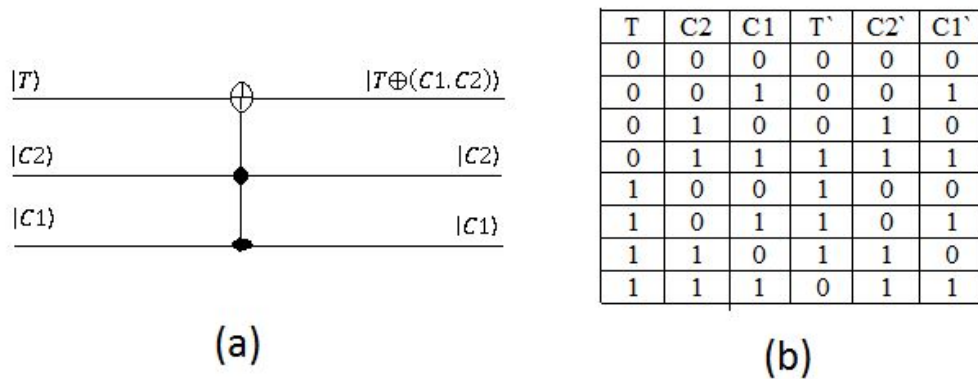 |T⟩ |T⊕(C1.C2)⟩
|C2⟩ |C2⟩
|C1⟩ |C1⟩
(a)
T C2 C1 T` C2` C1`
0 0 0 0 0 0
0 0 1 0 0 1
0 1 0 0 1 0
0 1 1 1 1 1
1 0 0 1 0 0
1 0 1 1 0 1
1 1 0 1 1 0
1 1 1 0 1 1
(b)